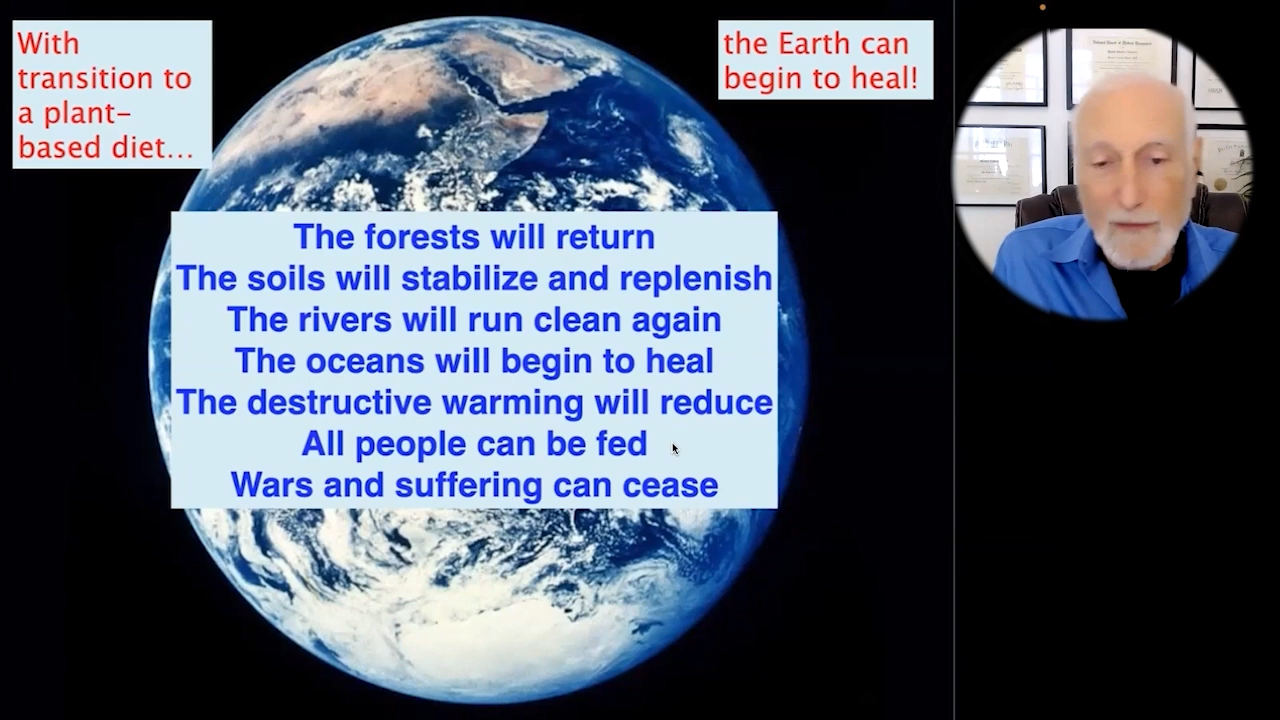 With
transition to
a plant-
based diet...
the Earth can
begin to heal!
The forests will return
The soils will stabilize and replenish
The rivers will run clean again
The oceans will begin to heal
The destructive warming will reduce
All people can be fed
Wars and suffering can cease